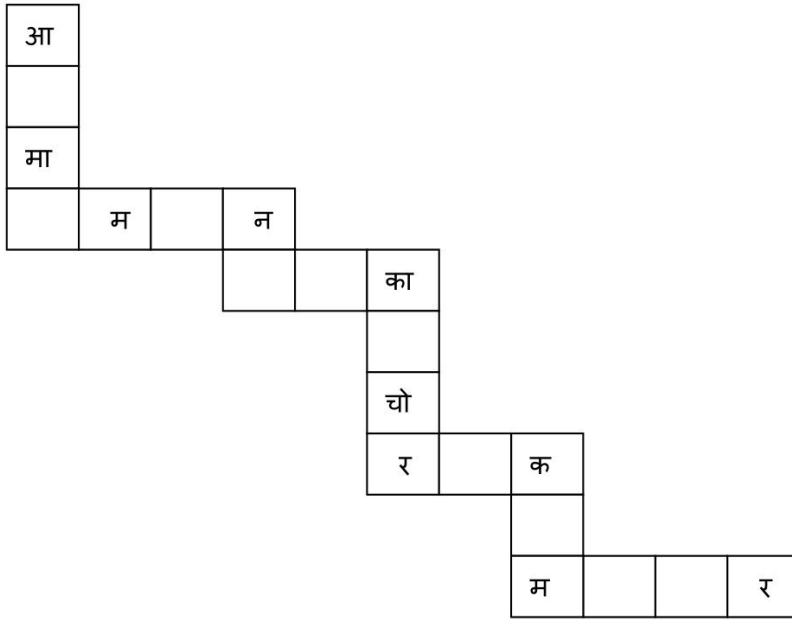 आ
मा
म न
का
चो
र क
म र